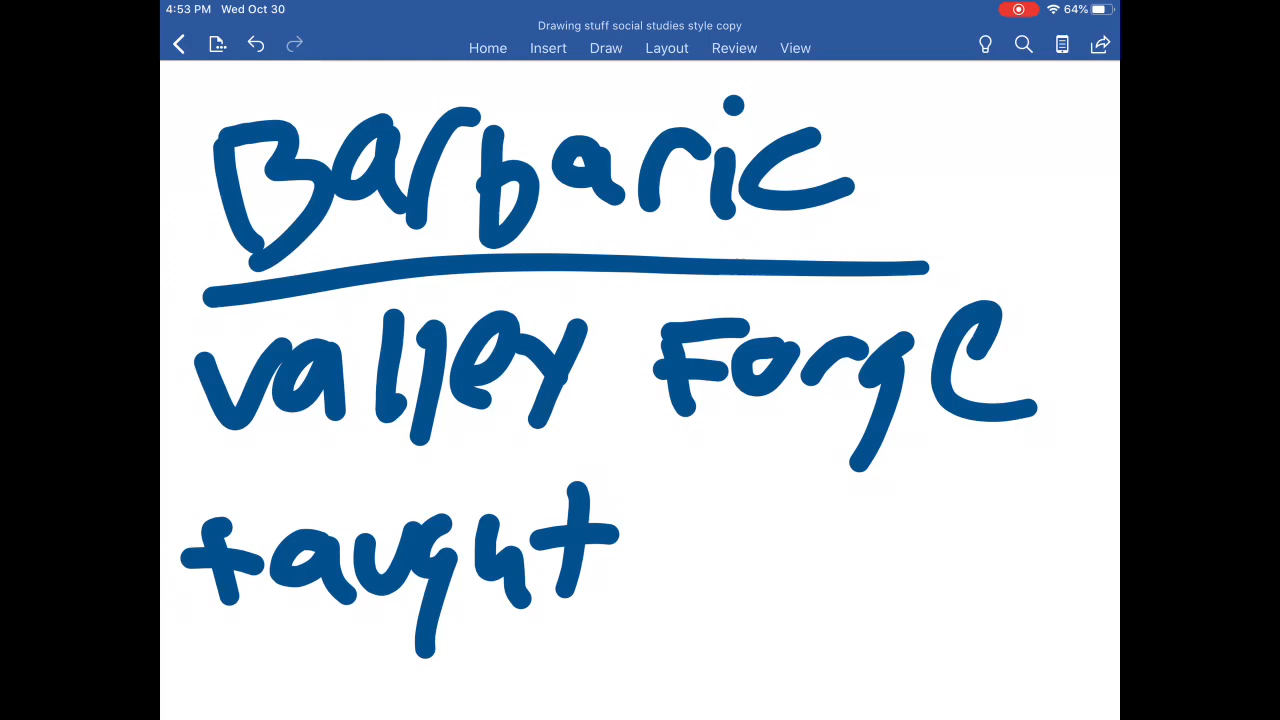 4:53 PM Wed Oct 30 64%
Drawing stuff social studies style copy
Home Insert Draw Layout Review View
Barbaric
valley Forge
taught